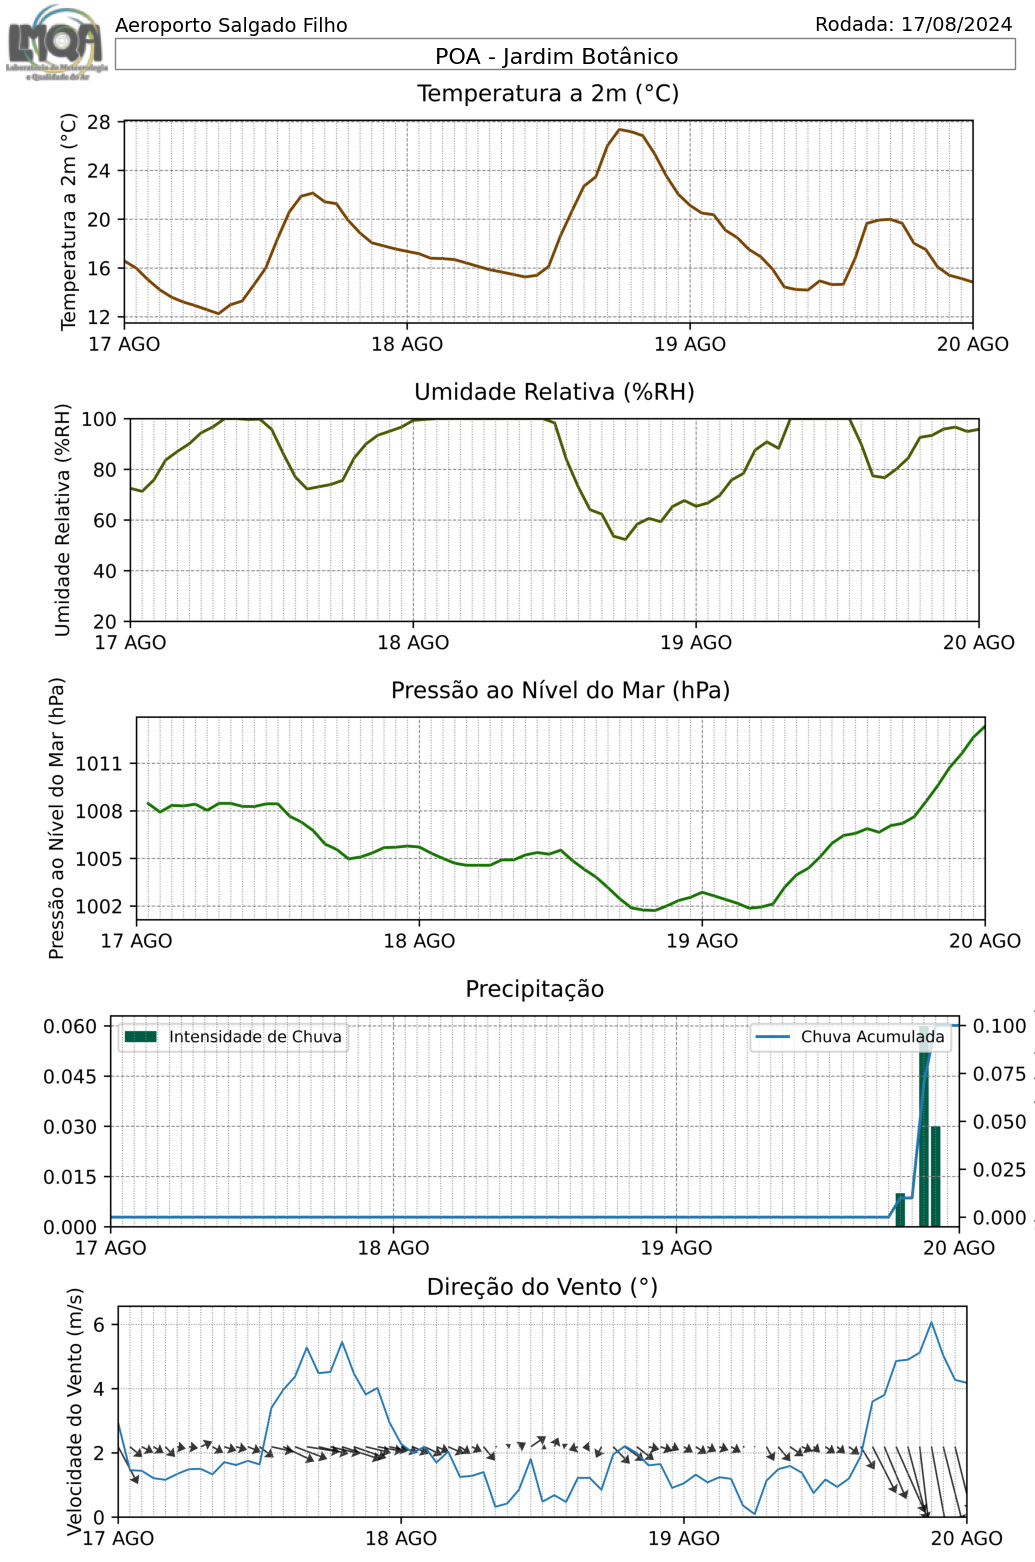 LMQA
Laboratório de Meteorologia
e Qualidade do Ar
Aeroporto Salgado Filho
Rodada: 17/08/2024
POA - Jardim Botânico
Temperatura a 2m (°C)
Temperatura a 2m (°C)
28
24
20
16
12
17 AGO 18 AGO 19 AGO 20 AGO
Umidade Relativa (%RH)
Umidade Relativa (%RH)
100
80
60
40
20
17 AGO 18 AGO 19 AGO 20 AGO
Pressão ao Nível do Mar (hPa)
Pressão ao Nível do Mar (hPa)
1011
1008
1005
1002
17 AGO 18 AGO 19 AGO 20 AGO
Precipitação
Intensidade de Chuva
Chuva Acumulada
0.060
0.045
0.030
0.015
0.000
0.100
0.075
0.050
0.025
0.000
17 AGO 18 AGO 19 AGO 20 AGO
Direção do Vento (°)
Velocidade do Vento (m/s)
6
4
2
0
17 AGO 18 AGO 19 AGO 20 AGO